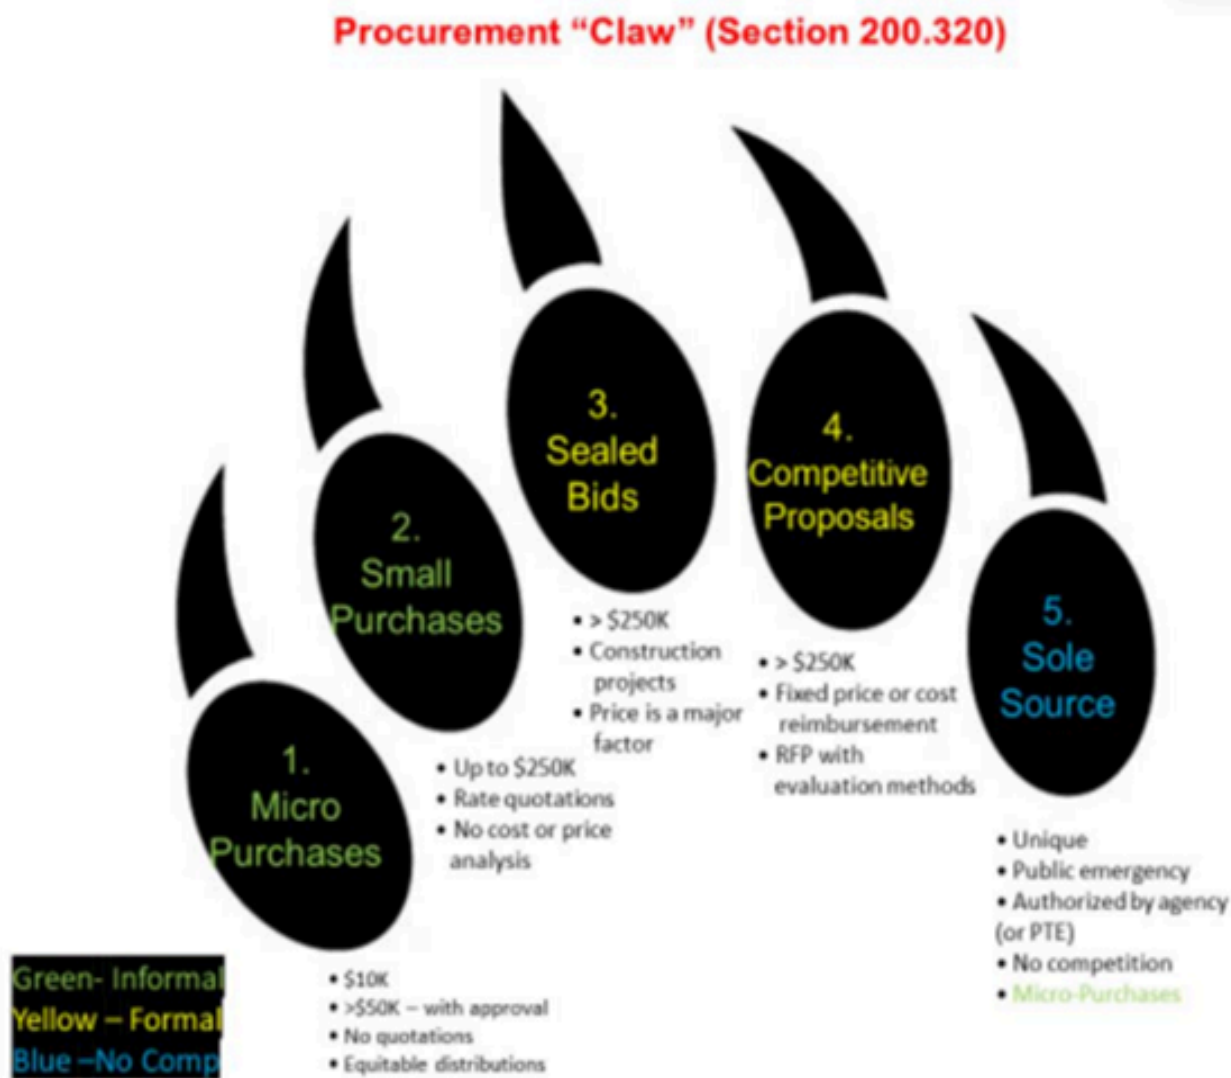 Procurement “Claw” (Section 200.320)
1.
Micro
Purchases
• $10K
• >$50K – with approval
• No quotations
• Equitable distributions
2.
Small
Purchases
• Up to $250K
• Rate quotations
• No cost or price
analysis
3.
Sealed
Bids
• > $250K
• Construction
projects
• Price is a major
factor
4.
Competitive
Proposals
• > $250K
• Fixed price or cost
reimbursement
• RFP with
evaluation methods
5.
Sole
Source
• Unique
• Public emergency
• Authorized by agency
(or PTE)
• No competition
• Micro-Purchases
Green- Informal
Yellow – Formal
Blue –No Comp